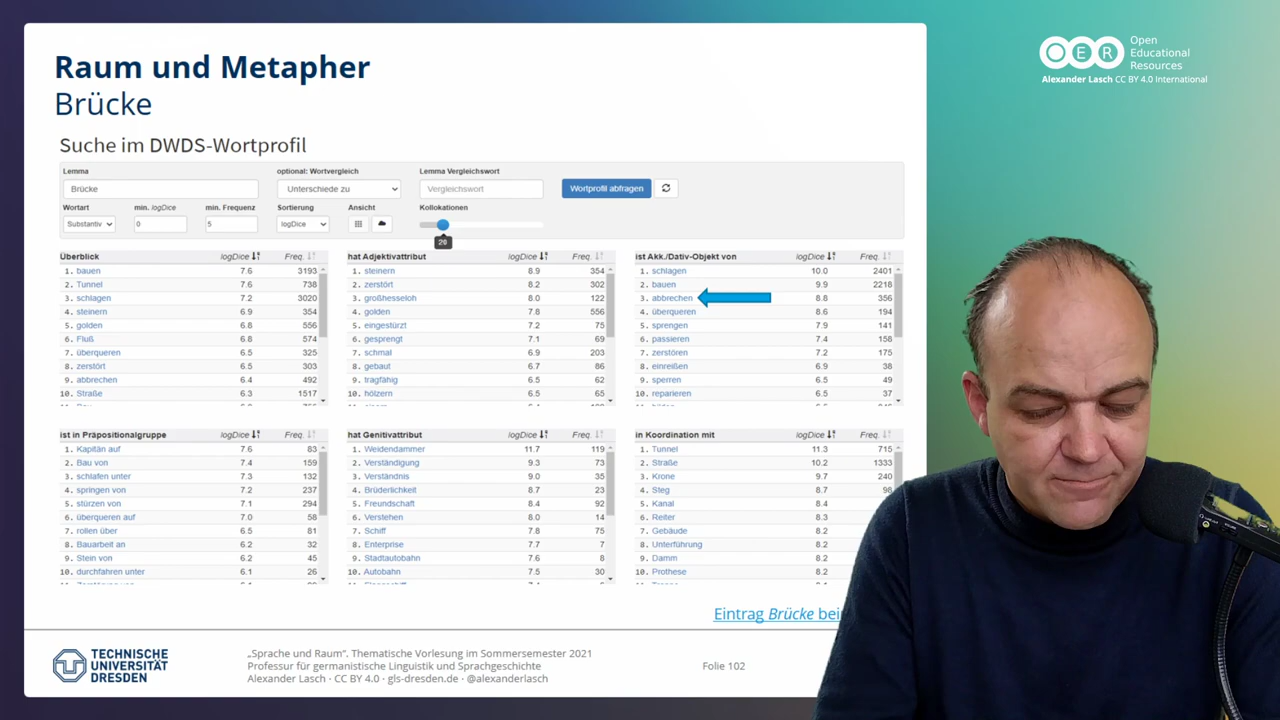 Raum und Metapher
Brücke
Suche im DWDS-Wortprofil
Lemma
optional: Wortvergleich
Lemma Vergleichswort
Brücke
Unterschiede zu
Vergleichswort
Wortprofil abfragen
Wortart
min. logDice
min. Frequenz
Sortierung
Ansicht
Kollokationen
Substantiv
0
5
logDice
20
Überblick logDice Freq.
1. bauen 7.6 3193
2. Tunnel 7.6 738
3. schlagen 7.2 3020
4. steinern 6.9 354
5. golden 6.8 556
6. Fluß 6.8 574
7. überqueren 6.5 325
8. zerstört 6.5 303
9. abbrechen 6.4 492
10. Straße 6.3 1517
hat Adjektivattribut logDice Freq.
1. steinern 8.9 354
2. zerstört 8.2 302
3. großhesseloh 8.0 122
4. golden 7.8 556
5. eingestürzt 7.2 75
6. gesprengt 7.1 69
7. schmal 6.9 203
8. gebaut 6.7 86
9. tragfähig 6.5 62
10. hölzern 6.5 65
ist Akk./Dativ-Objekt von logDice Freq.
1. schlagen 10.0 2401
2. bauen 9.9 2218
3. abbrechen 8.8 356
4. überqueren 8.6 194
5. sprengen 7.9 141
6. passieren 7.4 158
7. zerstören 7.2 175
8. einreißen 6.9 38
9. sperren 6.5 49
10. reparieren 6.5 37
ist in Präpositionalgruppe logDice Freq.
1. Kapitän auf 7.6 83
2. Bau von 7.4 159
3. schlafen unter 7.3 132
4. springen von 7.2 237
5. stürzen von 7.1 294
6. überqueren auf 7.0 58
7. rollen über 6.5 81
8. Bauarbeit an 6.2 32
9. Stein von 6.2 45
10. durchfahren unter 6.1 26
hat Genitivattribut logDice Freq.
1. Weidendammer 11.7 119
2. Verständigung 9.3 73
3. Verständnis 9.0 35
4. Brüderlichkeit 8.7 23
5. Freundschaft 8.4 92
6. Verstehen 8.0 14
7. Schiff 7.8 75
8. Enterprise 7.7 7
9. Stadtautobahn 7.6 8
10. Autobahn 7.5 30
in Koordination mit logDice Freq.
1. Tunnel 11.3 715
2. Straße 10.2 1333
3. Krone 9.7 240
4. Steg 8.7 98
5. Kanal 8.4
6. Reiter 8.3
7. Gebäude 8.2
8. Unterführung 8.2
9. Damm 8.2
10. Prothese 8.2
Eintrag Brücke bei
TECHNISCHE
UNIVERSITÄT
DRESDEN
„Sprache und Raum“. Thematische Vorlesung im Sommersemester 2021
Professur für germanistische Linguistik und Sprachgeschichte
Alexander Lasch · CC BY 4.0 · gls-dresden.de · @alexanderlasch
Folie 102
OER
Open
Educational
Resources
Alexander Lasch CC BY 4.0 International